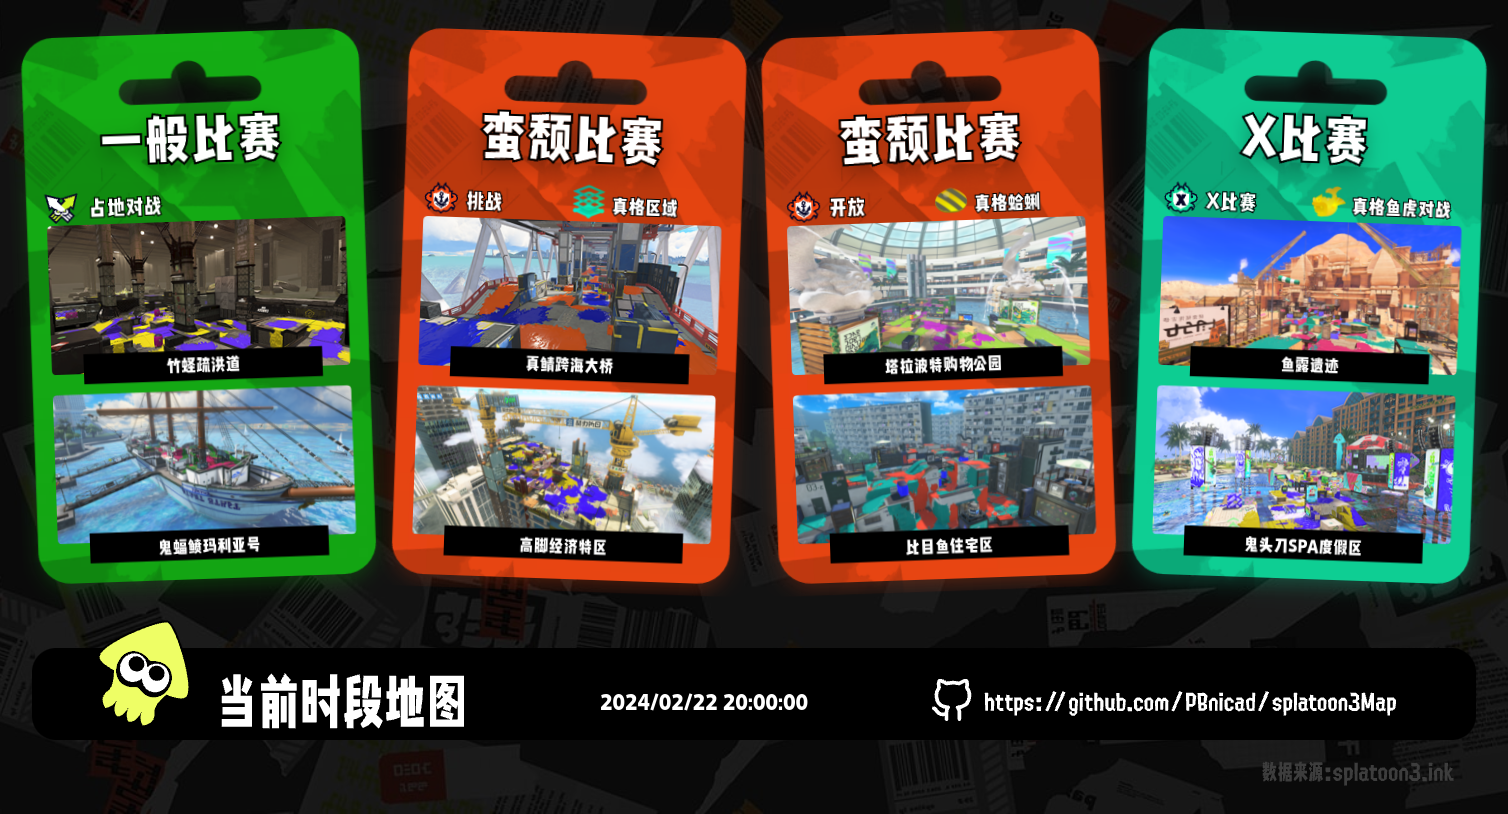 一般比赛
占地对战
竹蛏疏洪道
鬼蝠鲼玛利亚号
蛮颓比赛
挑战
真格区域
真鲷跨海大桥
高脚经济特区
蛮颓比赛
开放
真格蛤蜊
塔拉波特购物公园
比目鱼住宅区
X比赛
X比赛
真格鱼虎对战
鱼露遗迹
鬼头刀SPA度假区
当前时段地图
2024/02/22 20:00:00
https://github.com/PBnicad/splatoon3Map
数据来源:splatoon3.ink